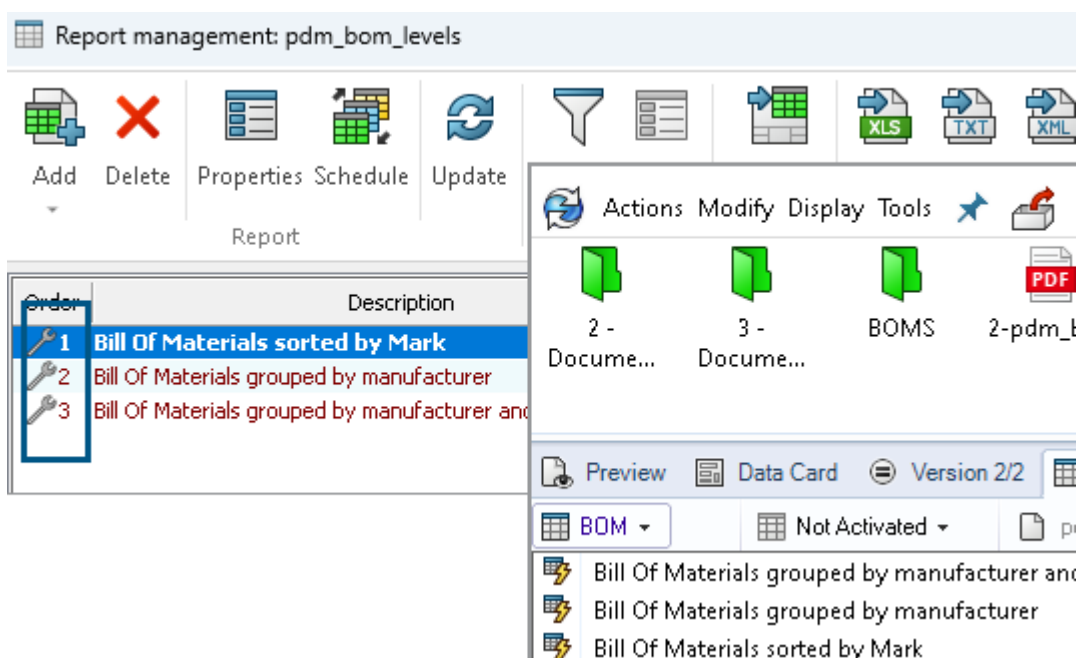 Report management: pdm_bom_levels
XLS TXT XML
Add Delete Properties Schedule Update
Report
Actions Modify Display Tools
PDF
2 - Docume...
3 - Docume...
BOMS
2-pdm_b
Order Description
1 Bill Of Materials sorted by Mark
2 Bill Of Materials grouped by manufacturer
3 Bill Of Materials grouped by manufacturer and
Preview Data Card Version 2/2
BOM Not Activated
Bill Of Materials grouped by manufacturer and
Bill Of Materials grouped by manufacturer
Bill Of Materials sorted by Mark